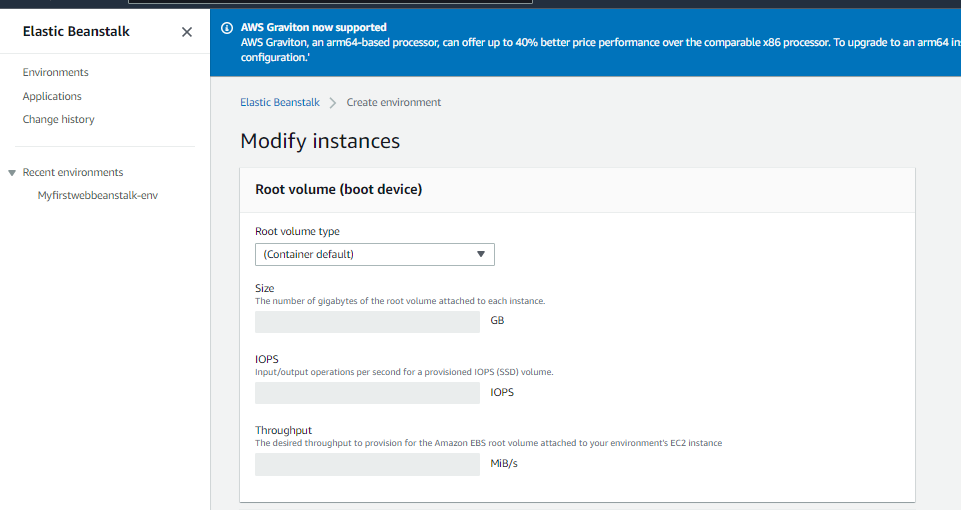 Elastic Beanstalk
Environments
Applications
Change history
Recent environments
Myfirstwebbeanstalk-env
AWS Graviton now supported
AWS Graviton, an arm64-based processor, can offer up to 40% better price performance over the comparable x86 processor. To upgrade to an arm64
configuration.'
Elastic Beanstalk > Create environment
Modify instances
Root volume (boot device)
Root volume type
(Container default)
Size
The number of gigabytes of the root volume attached to each instance.
GB
IOPS
Input/output operations per second for a provisioned IOPS (SSD) volume.
IOPS
Throughput
The desired throughput to provision for the Amazon EBS root volume attached to your environment's EC2 instance
MiB/s